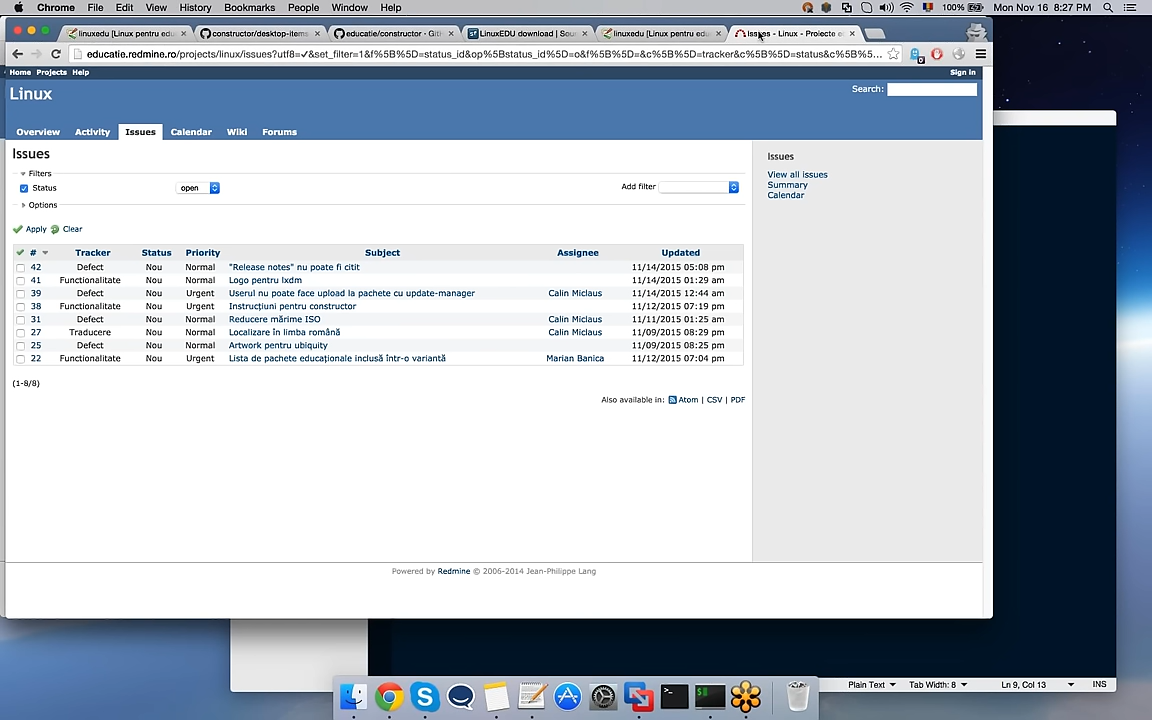 Chrome File Edit View History Bookmarks People Window Help 100% Mon Nov 16 8:27 PM
linuxedu [Linux pentru edu constructor/desktop-items educatie/constructor - Git LinuxEDU download | Sou linuxedu [Linux pentru edu Issues - Linux - Proiecte e
educatie.redmine.ro/projects/linux/issues?utf8=✓&set_filter=1&f%5B%5D=status_id&op%5Bstatus_id%5D=o&f%5B%5D=&c%5B%5D=tracker&c%5B%5D=status&c%5B%5...
Home Projects Help Sign in
Linux Search:
Overview Activity Issues Calendar Wiki Forums
Issues
Filters
Status open Add filter
Options
Apply Clear
# Tracker Status Priority Subject Assignee Updated
42 Defect Nou Normal "Release notes" nu poate fi citit 11/14/2015 05:08 pm
41 Functionalitate Nou Normal Logo pentru lxdm 11/14/2015 01:29 am
39 Defect Nou Urgent Userul nu poate face upload la pachete cu update-manager Calin Miclaus 11/14/2015 12:44 am
38 Functionalitate Nou Urgent Instrucțiuni pentru constructor 11/12/2015 07:19 pm
31 Defect Nou Normal Reducere mărime ISO Calin Miclaus 11/11/2015 01:25 am
27 Traducere Nou Normal Localizare în limba română Calin Miclaus 11/09/2015 08:29 pm
25 Defect Nou Normal Artwork pentru ubiquity 11/09/2015 08:25 pm
22 Functionalitate Nou Urgent Lista de pachete educaționale inclusă într-o variantă Marian Banica 11/12/2015 07:04 pm
(1-8/8)
Also available in: Atom | CSV | PDF
Issues
View all issues
Summary
Calendar
Powered by Redmine © 2006-2014 Jean-Philippe Lang
Plain Text Tab Width: 8 Ln 9, Col 13 INS